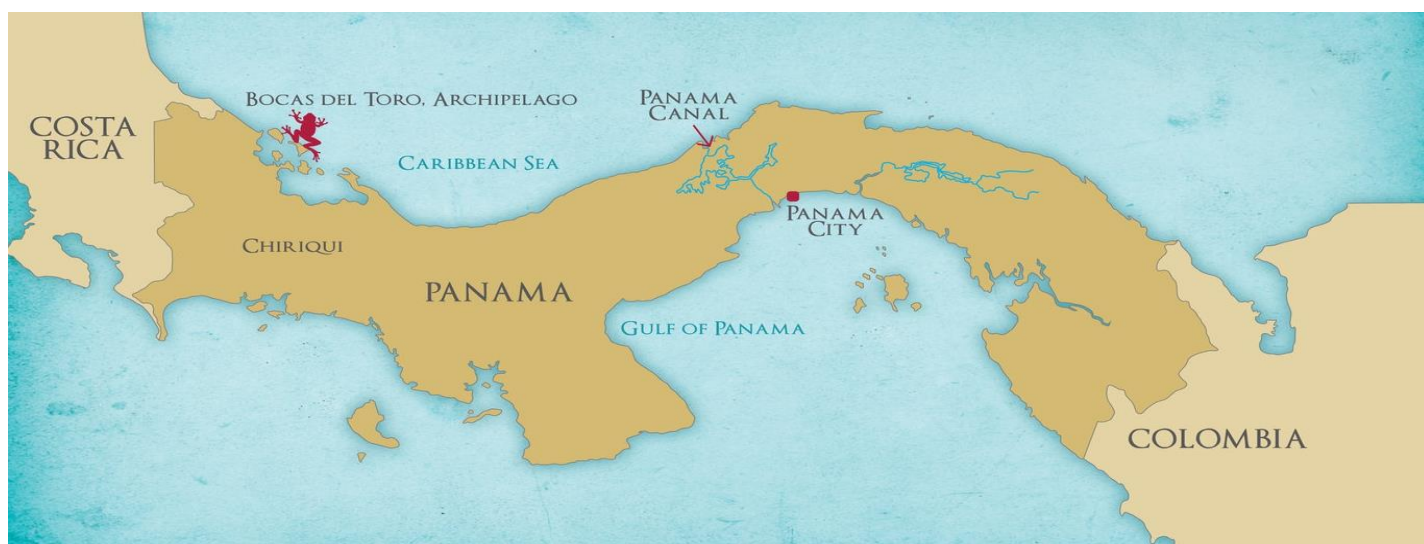 BOCAS DEL TORO, ARCHIPELAGO
PANAMA
CANAL
COSTA
RICA
CARIBBEAN SEA
PANAMA
CITY
CHIRIQUI
PANAMA
GULF OF PANAMA
COLOMBIA